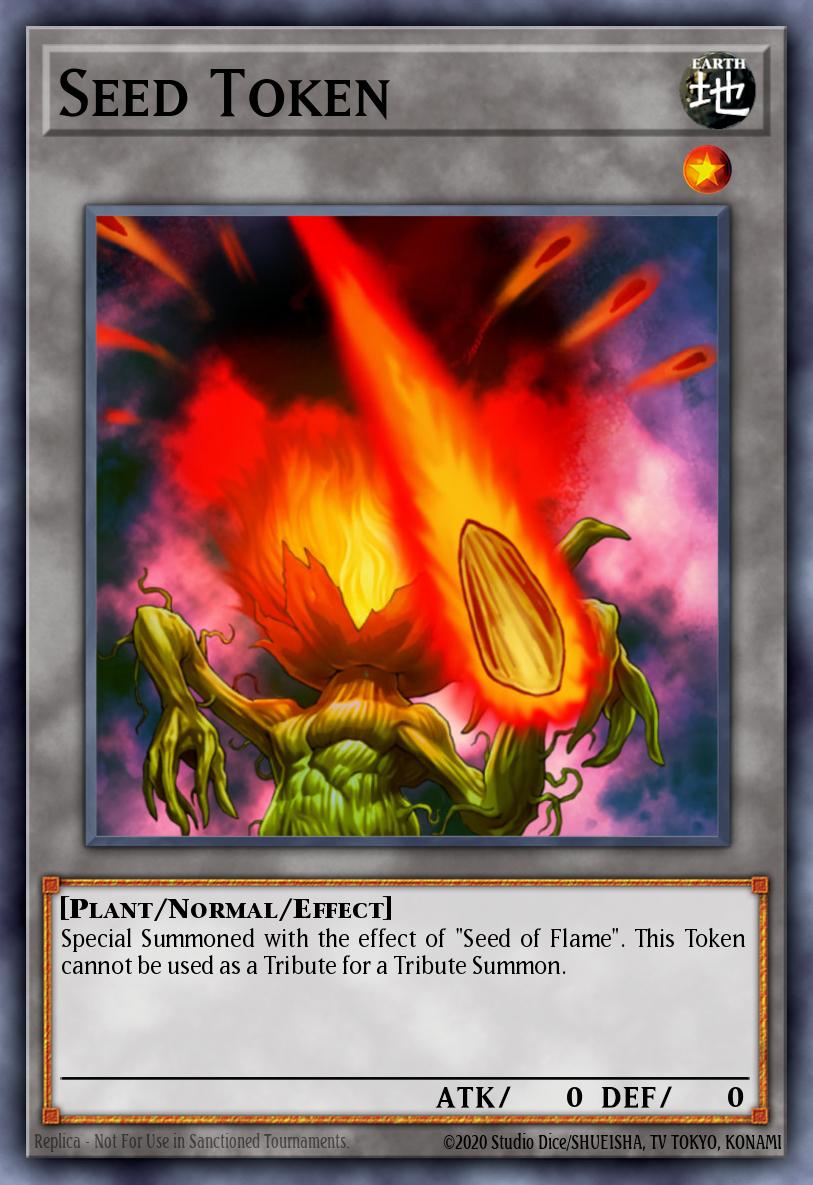 Seed Token
EARTH
地
[Plant/Normal/Effect]
Special Summoned with the effect of "Seed of Flame". This Token
cannot be used as a Tribute for a Tribute Summon.
ATK/ 0 DEF/ 0
Replica - Not For Use in Sanctioned Tournaments.
©2020 Studio Dice/SHUEISHA, TV TOKYO, KONAMI